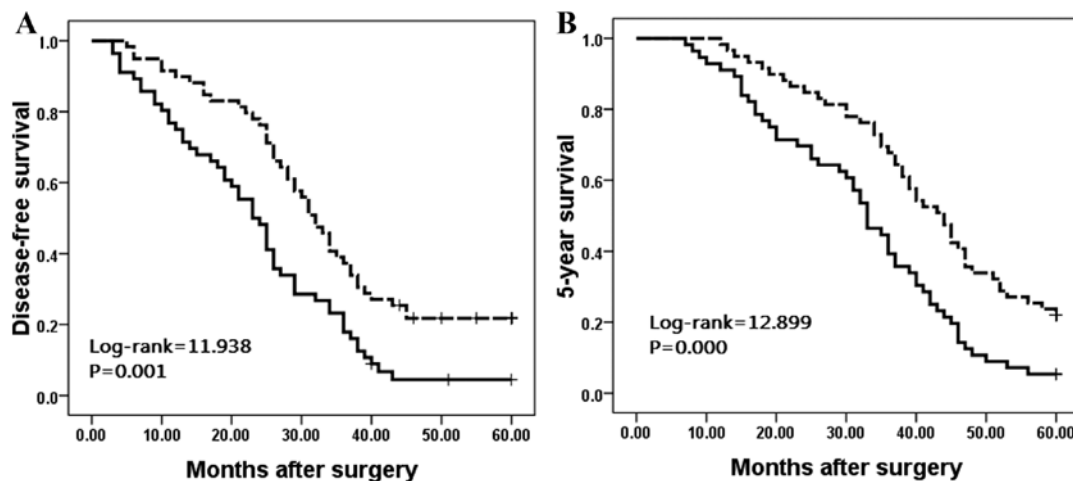 A
Disease-free survival
1.0
0.8
0.6
0.4
0.2
0.0
Log-rank=11.938
P=0.001
0.00 10.00 20.00 30.00 40.00 50.00 60.00
Months after surgery
B
5-year survival
1.0
0.8
0.6
0.4
0.2
0.0
Log-rank=12.899
P=0.000
0.00 10.00 20.00 30.00 40.00 50.00 60.00
Months after surgery